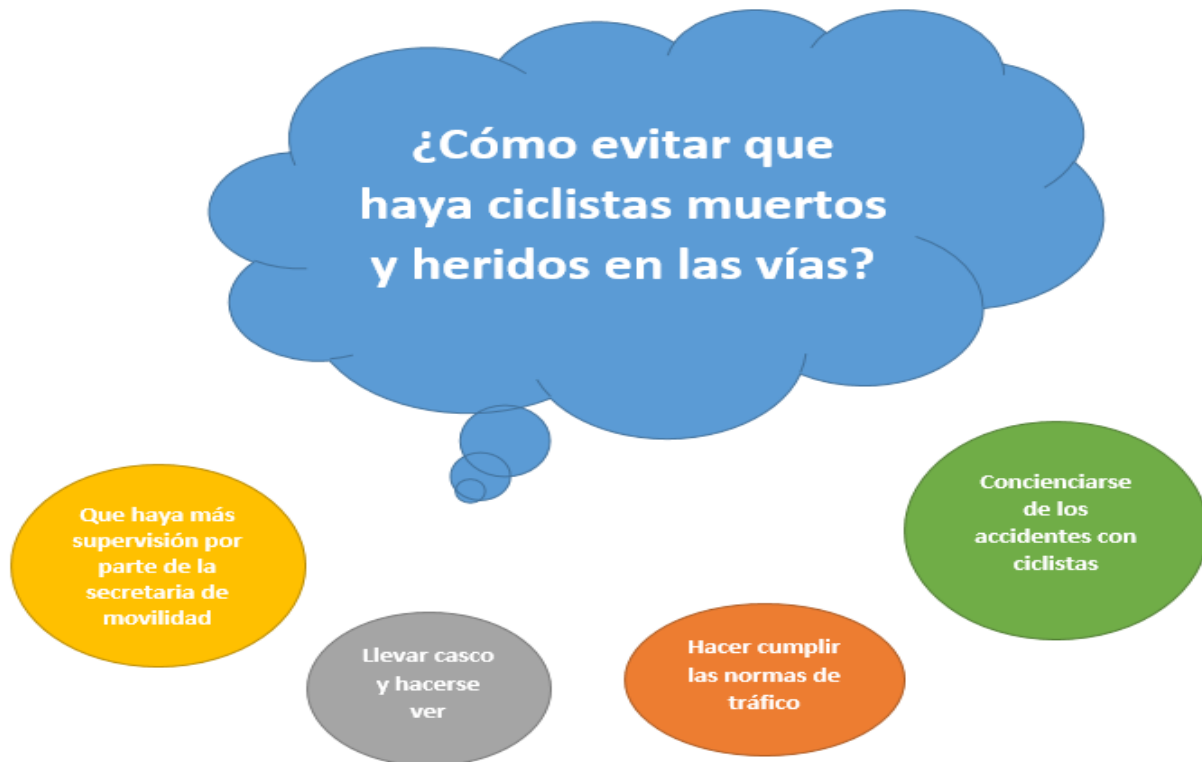 ¿Cómo evitar que
haya ciclistas muertos
y heridos en las vías?
Que haya más
supervisión por
parte de la
secretaria de
movilidad
Llevar casco
y hacerse
ver
Hacer cumplir
las normas de
tráfico
Concienciarse
de los
accidentes con
ciclistas